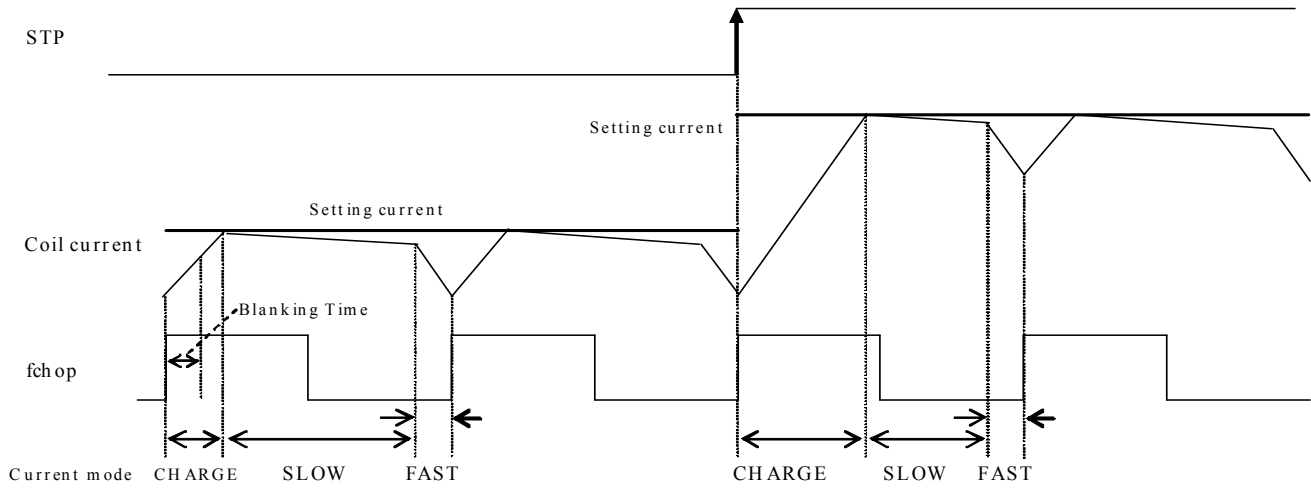 STP
Setting current
Setting current
Coil current
Blanking Time
fchop
Current mode CHARGE SLOW FAST CHARGE SLOW FAST